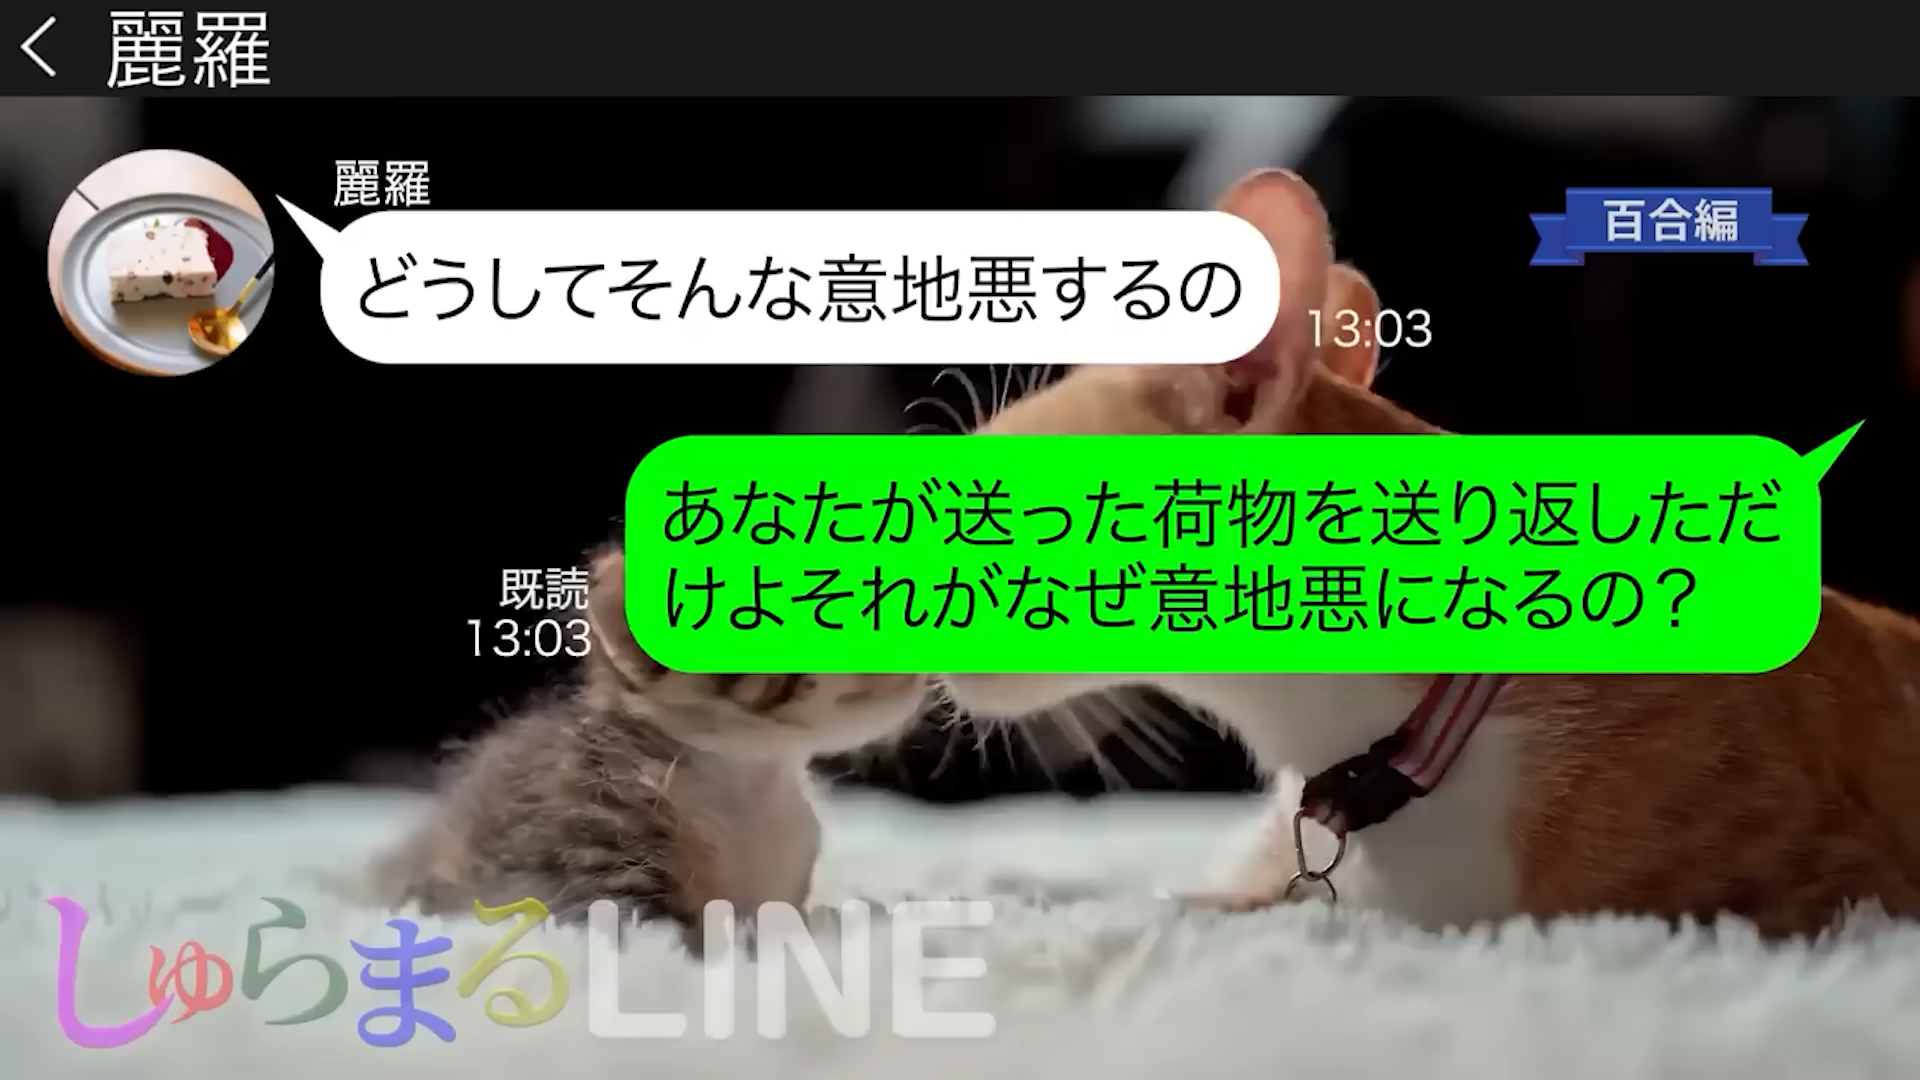 麗羅
麗羅
どうしてそんな意地悪するの
13:03
百合編
あなたが送った荷物を送り返しただ
けよそれがなぜ意地悪になるの？
既読
13:03
しゅらまるLINE